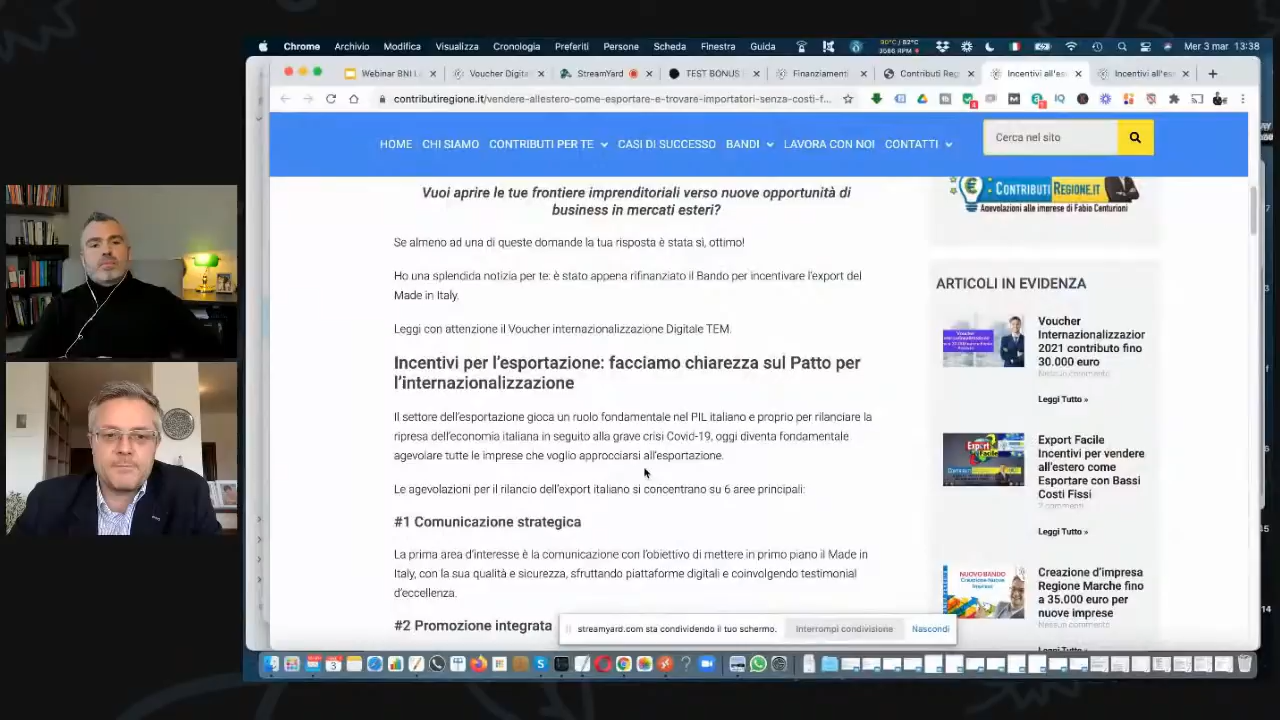 Chrome Archivio Modifica Visualizza Cronologia Preferiti Persone Scheda Finestra Guida
Mer 3 mar 13:38
Webinar BNI L
Voucher Digita
StreamYard
TEST BONUS
Finanziamenti
Contributi Reg
Incentivi all'es
Incentivi all'es
contributiregione.it/vendere-allestero-come-esportare-e-trovare-importatori-senza-costi-f...
HOME CHI SIAMO CONTRIBUTI PER TE CASI DI SUCCESSO BANDI LAVORA CON NOI CONTATTI
Cerca nel sito
Vuoi aprire le tue frontiere imprenditoriali verso nuove opportunità di
business in mercati esteri?
Se almeno ad una di queste domande la tua risposta è stata sì, ottimo!
Ho una splendida notizia per te: è stato appena rifinanziato il Bando per incentivare l'export del
Made in Italy.
Leggi con attenzione il Voucher internazionalizzazione Digitale TEM.
Incentivi per l'esportazione: facciamo chiarezza sul Patto per
l'internazionalizzazione
Il settore dell'esportazione gioca un ruolo fondamentale nel PIL italiano e proprio per rilanciare la
ripresa dell'economia italiana in seguito alla grave crisi Covid-19, oggi diventa fondamentale
agevolare tutte le imprese che voglio approcciarsi all'esportazione.
Le agevolazioni per il rilancio dell'export italiano si concentrano su 6 aree principali:
#1 Comunicazione strategica
La prima area d'interesse è la comunicazione con l'obiettivo di mettere in primo piano il Made in
Italy, con la sua qualità e sicurezza, sfruttando piattaforme digitali e coinvolgendo testimonial
d'eccellenza.
#2 Promozione integrata
CONTRIBUTIREGIONE.IT
Agevolazioni alle imprese di Fabio Centurioni
ARTICOLI IN EVIDENZA
Voucher
Internazionalizzazior
2021 contributo fino
30.000 euro
Nessun commento
Leggi Tutto »
Export Facile
Incentivi per vendere
all'estero come
Esportare con Bassi
Costi Fissi
2 commenti
Leggi Tutto »
NUOVO BANDO
Creazione d'impresa
Regione Marche fino
a 35.000 euro per
nuove imprese
Nessun commento
streamyard.com sta condividendo il tuo schermo. Interrompi condivisione Nascondi